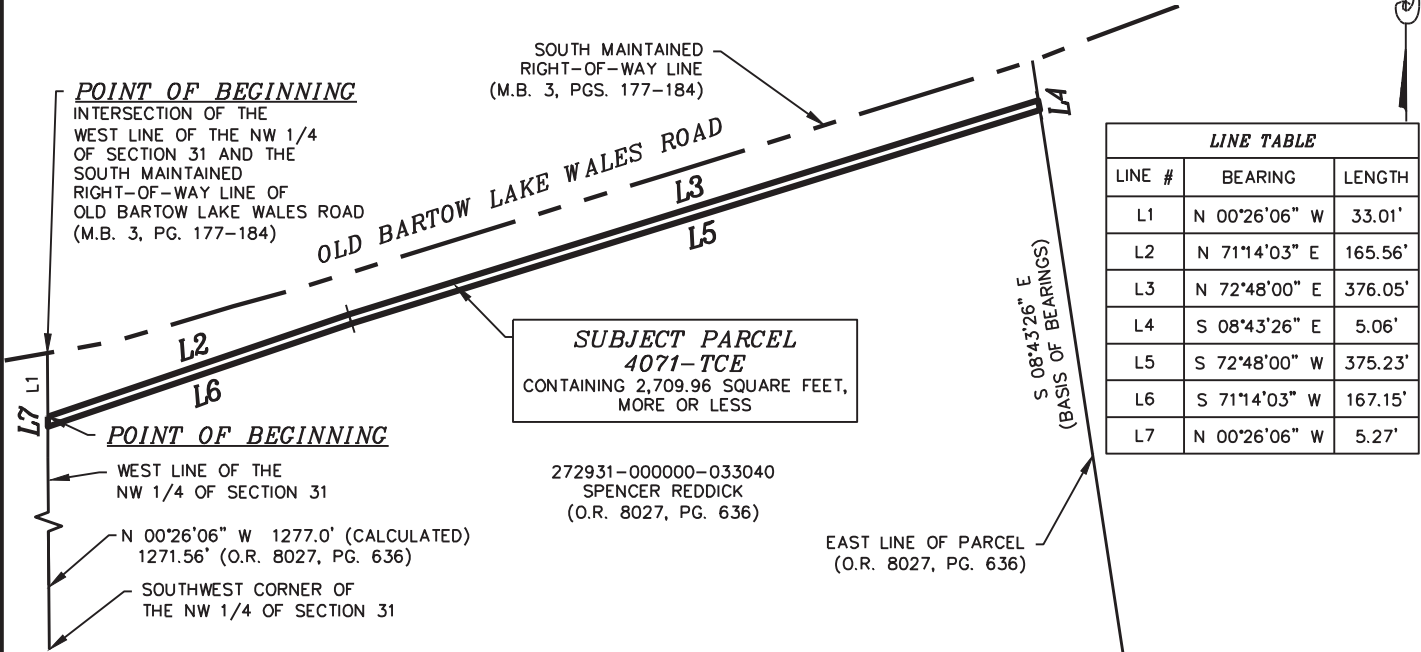 SOUTH MAINTAINED
RIGHT-OF-WAY LINE
(M.B. 3, PGS. 177-184)
POINT OF BEGINNING
INTERSECTION OF THE
WEST LINE OF THE NW 1/4
OF SECTION 31 AND THE
SOUTH MAINTAINED
RIGHT-OF-WAY LINE OF
OLD BARTOW LAKE WALES ROAD
(M.B. 3, PG. 177-184)
OLD BARTOW LAKE WALES ROAD
L4
L3
L5
L2
L6
L1
L7
POINT OF BEGINNING
SUBJECT PARCEL
4071-TCE
CONTAINING 2,709.96 SQUARE FEET,
MORE OR LESS
S 08°43'26" E
(BASIS OF BEARINGS)
WEST LINE OF THE
NW 1/4 OF SECTION 31
N 00°26'06" W 1277.0' (CALCULATED)
1271.56' (O.R. 8027, PG. 636)
SOUTHWEST CORNER OF
THE NW 1/4 OF SECTION 31
272931-000000-033040
SPENCER REDDICK
(O.R. 8027, PG. 636)
EAST LINE OF PARCEL
(O.R. 8027, PG. 636)
LINE TABLE
LINE # BEARING LENGTH
L1 N 00°26'06" W 33.01'
L2 N 71°14'03" E 165.56'
L3 N 72°48'00" E 376.05'
L4 S 08°43'26" E 5.06'
L5 S 72°48'00" W 375.23'
L6 S 71°14'03" W 167.15'
L7 N 00°26'06" W 5.27'